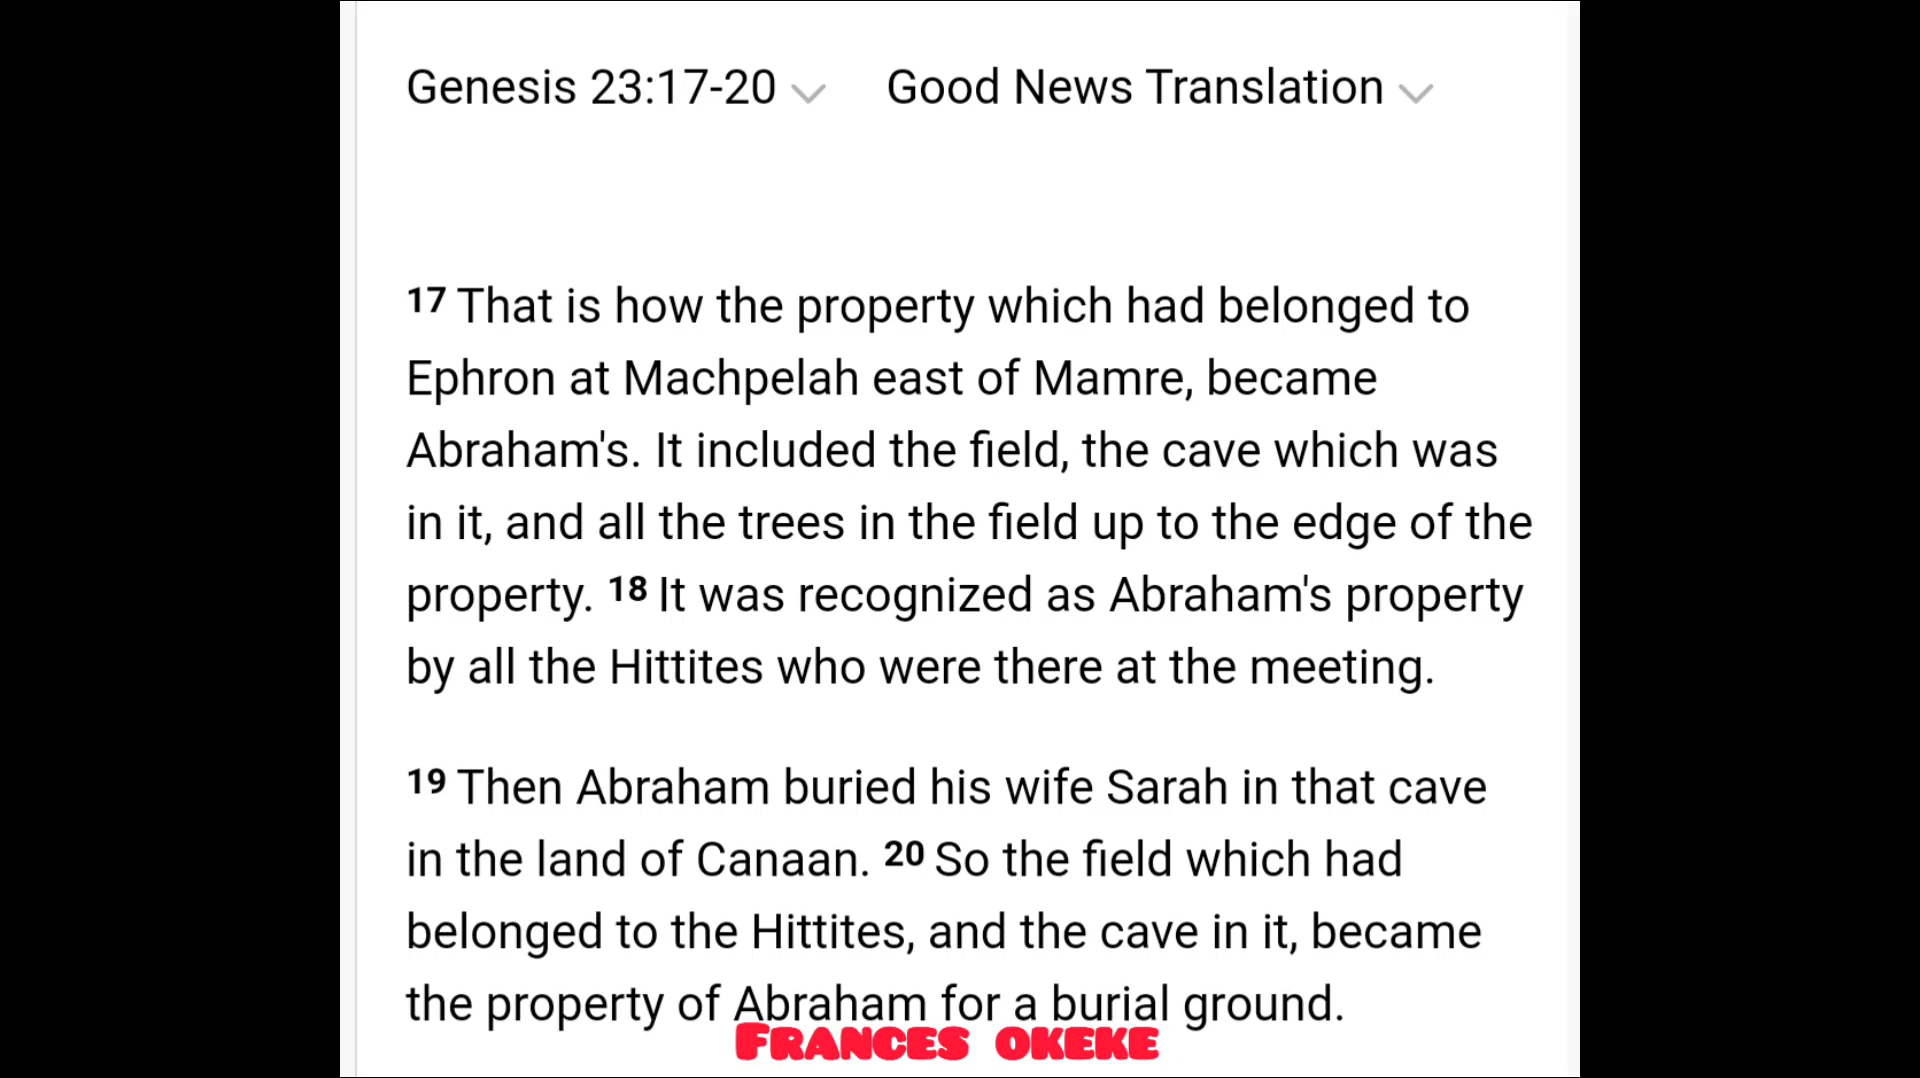 Genesis 23:17-20 Good News Translation
17 That is how the property which had belonged to
Ephron at Machpelah east of Mamre, became
Abraham's. It included the field, the cave which was
in it, and all the trees in the field up to the edge of the
property. 18 It was recognized as Abraham's property
by all the Hittites who were there at the meeting.
19 Then Abraham buried his wife Sarah in that cave
in the land of Canaan. 20 So the field which had
belonged to the Hittites, and the cave in it, became
the property of Abraham for a burial ground.
FRANCES OKEKE